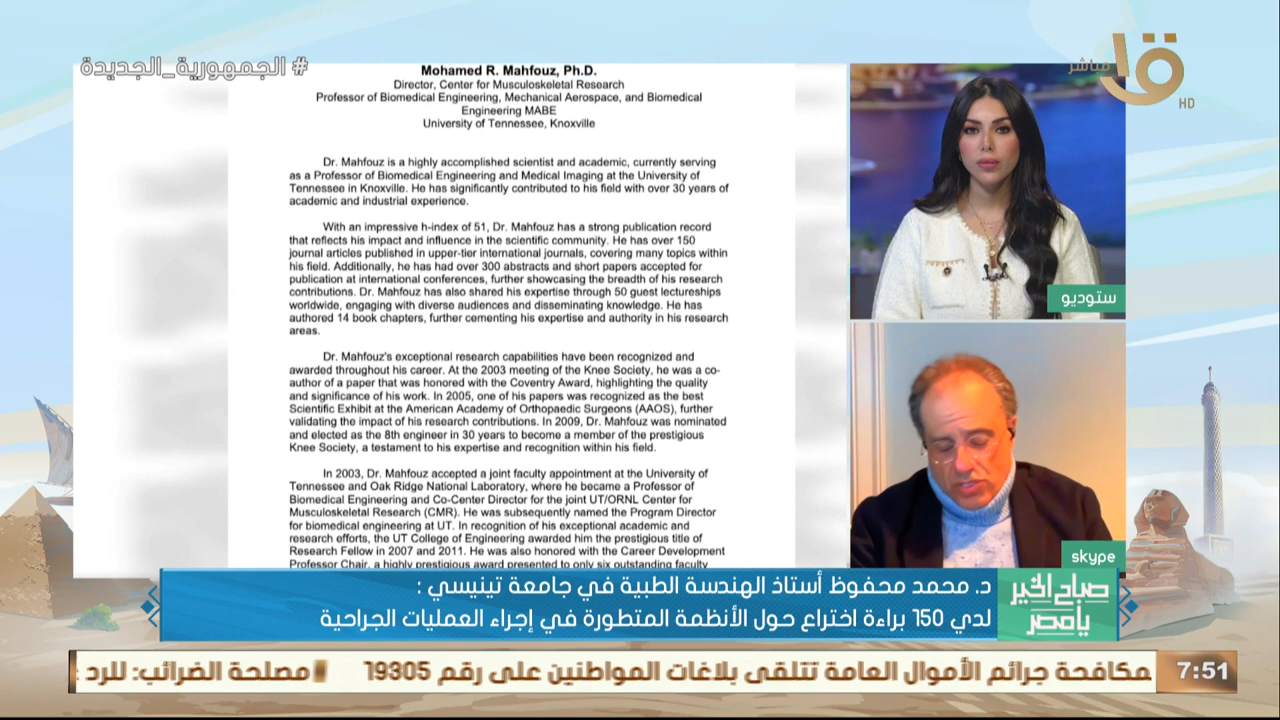 # الجمهورية_الجديدة
مباشر
HD
Mohamed R. Mahfouz, Ph.D.
Director, Center for Musculoskeletal Research
Professor of Biomedical Engineering, Mechanical Aerospace, and Biomedical
Engineering MABE
University of Tennessee, Knoxville
Dr. Mahfouz is a highly accomplished scientist and academic, currently serving
as a Professor of Biomedical Engineering and Medical Imaging at the University of
Tennessee in Knoxville. He has significantly contributed to his field with over 30 years of
academic and industrial experience.
With an impressive h-index of 51, Dr. Mahfouz has a strong publication record
that reflects his impact and influence in the scientific community. He has over 150
journal articles published in upper-tier international journals, covering many topics within
his field. Additionally, he has had over 300 abstracts and short papers accepted for
publication at international conferences, further showcasing the breadth of his research
contributions. Dr. Mahfouz has also shared his expertise through 50 guest lectureships
worldwide, engaging with diverse audiences and disseminating knowledge. He has
authored 14 book chapters, further cementing his expertise and authority in his research
areas.
Dr. Mahfouz's exceptional research capabilities have been recognized and
awarded throughout his career. At the 2003 meeting of the Knee Society, he was a co-
author of a paper that was honored with the Coventry Award, highlighting the quality
and significance of his work. In 2005, one of his papers was recognized as the best
Scientific Exhibit at the American Academy of Orthopaedic Surgeons (AAOS), further
validating the impact of his research contributions. In 2009, Dr. Mahfouz was nominated
and elected as the 8th engineer in 30 years to become a member of the prestigious
Knee Society, a testament to his expertise and recognition within his field.
In 2003, Dr. Mahfouz accepted a joint faculty appointment at the University of
Tennessee and Oak Ridge National Laboratory, where he became a Professor of
Biomedical Engineering and Co-Center Director for the joint UT/ORNL Center for
Musculoskeletal Research (CMR). He was subsequently named the Program Director
for biomedical engineering at UT. In recognition of his exceptional academic and
research efforts, the UT College of Engineering awarded him the prestigious title of
Research Fellow in 2007 and 2011. He was also honored with the Career Development
Professor Chair, a highly prestigious award presented to only six outstanding faculty
ستوديو
skype
صباح الخير
يا مصر
د. محمد محفوظ أستاذ الهندسة الطبية في جامعة تينيسي :
لدي 150 براءة اختراع حول الأنظمة المتطورة في إجراء العمليات الجراحية
7:51
مكافحة جرائم الأموال العامة تتلقى بلاغات المواطنين على رقم 19305 مصلحة الضرائب: للرد